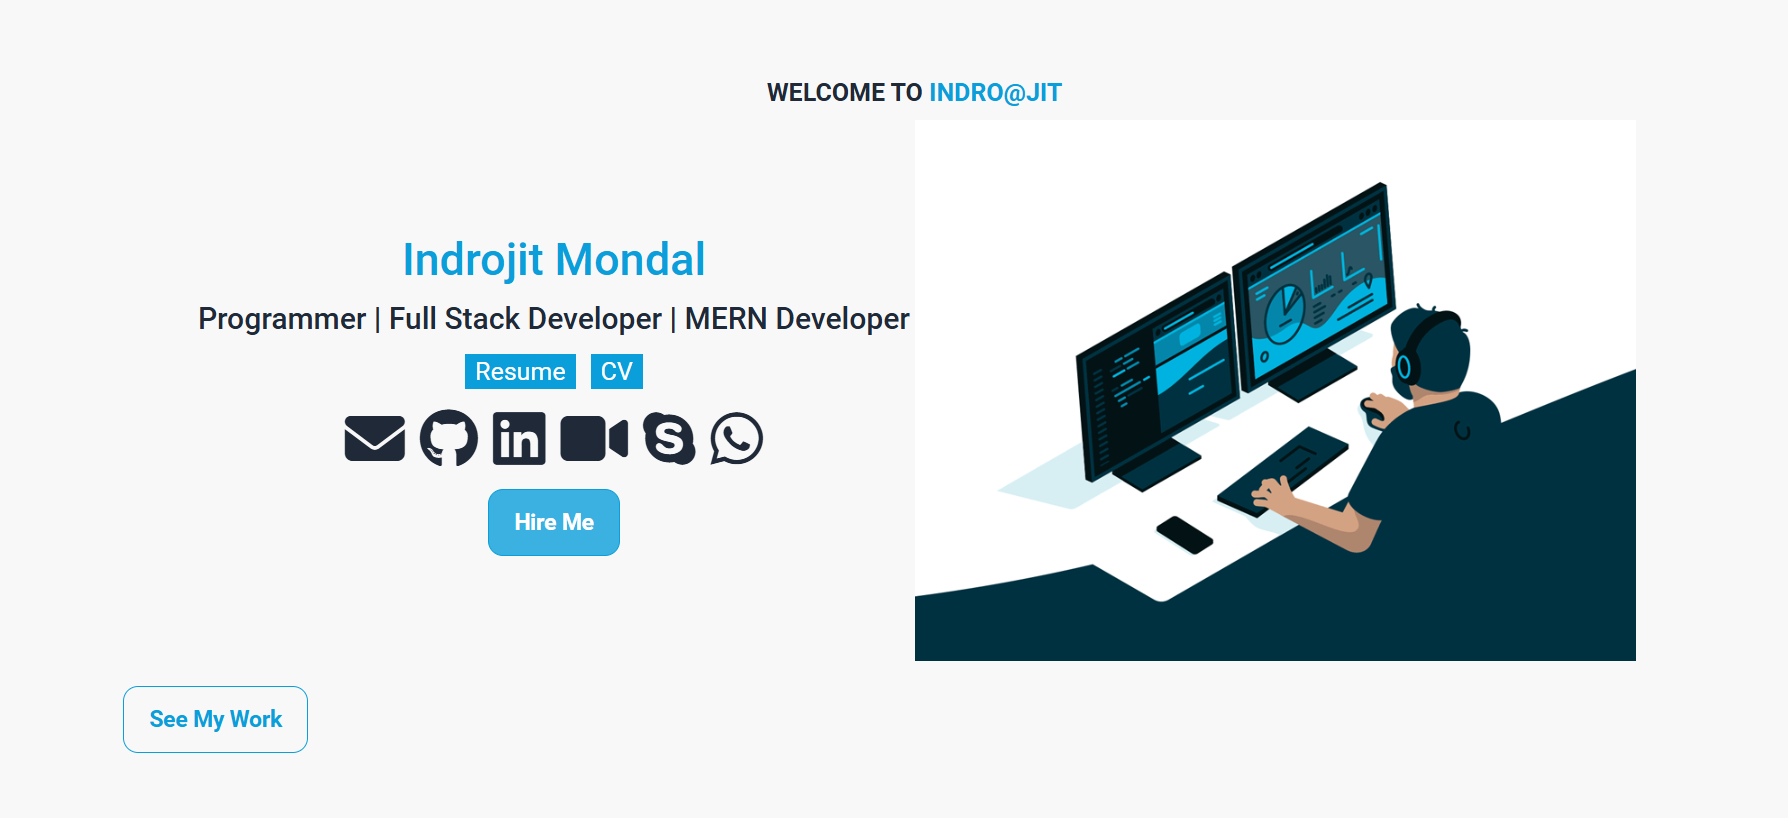 WELCOME TO INDRO@JIT
Indrojit Mondal
Programmer | Full Stack Developer | MERN Developer
Resume CV
Hire Me
See My Work